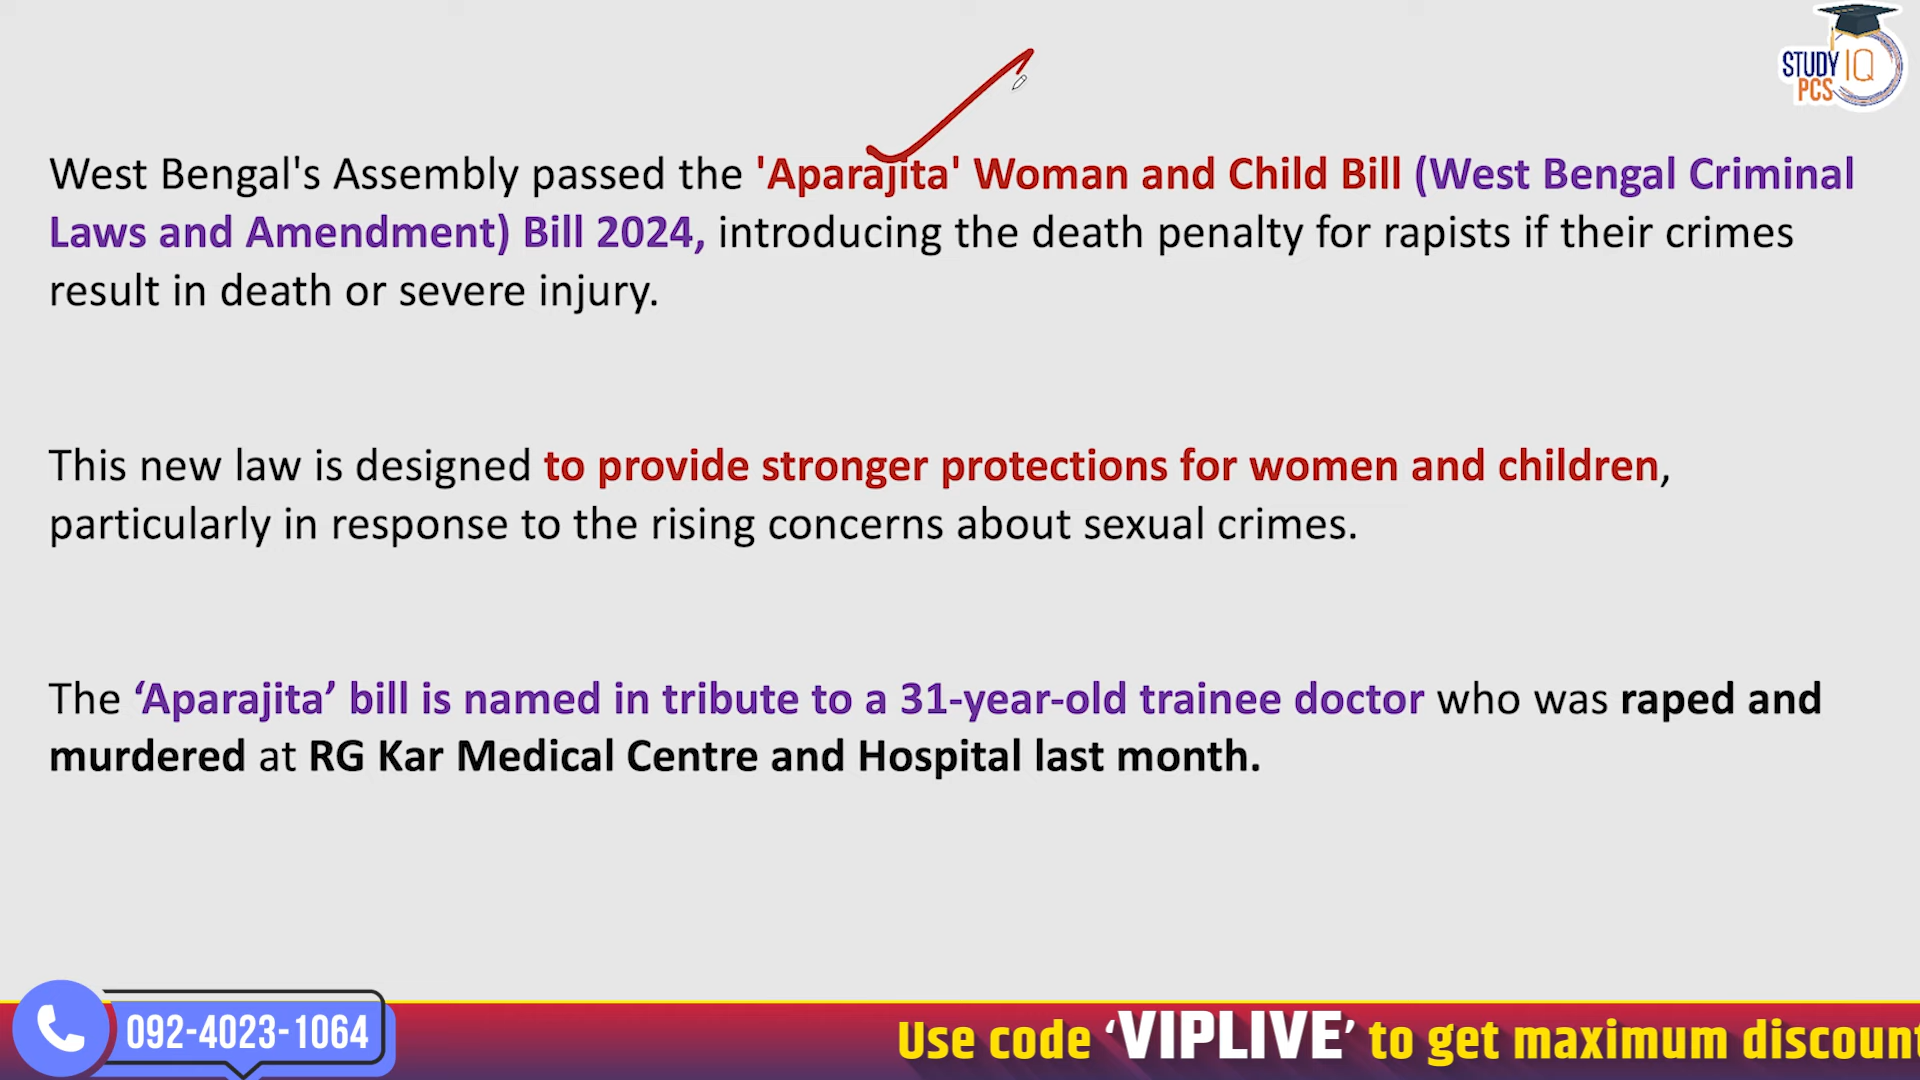 STUDY IQ
PCS
West Bengal's Assembly passed the 'Aparajita' Woman and Child Bill (West Bengal Criminal
Laws and Amendment) Bill 2024, introducing the death penalty for rapists if their crimes
result in death or severe injury.
This new law is designed to provide stronger protections for women and children,
particularly in response to the rising concerns about sexual crimes.
The ‘Aparajita’ bill is named in tribute to a 31-year-old trainee doctor who was raped and
murdered at RG Kar Medical Centre and Hospital last month.
092-4023-1064
Use code ‘VIPLIVE’ to get maximum discount